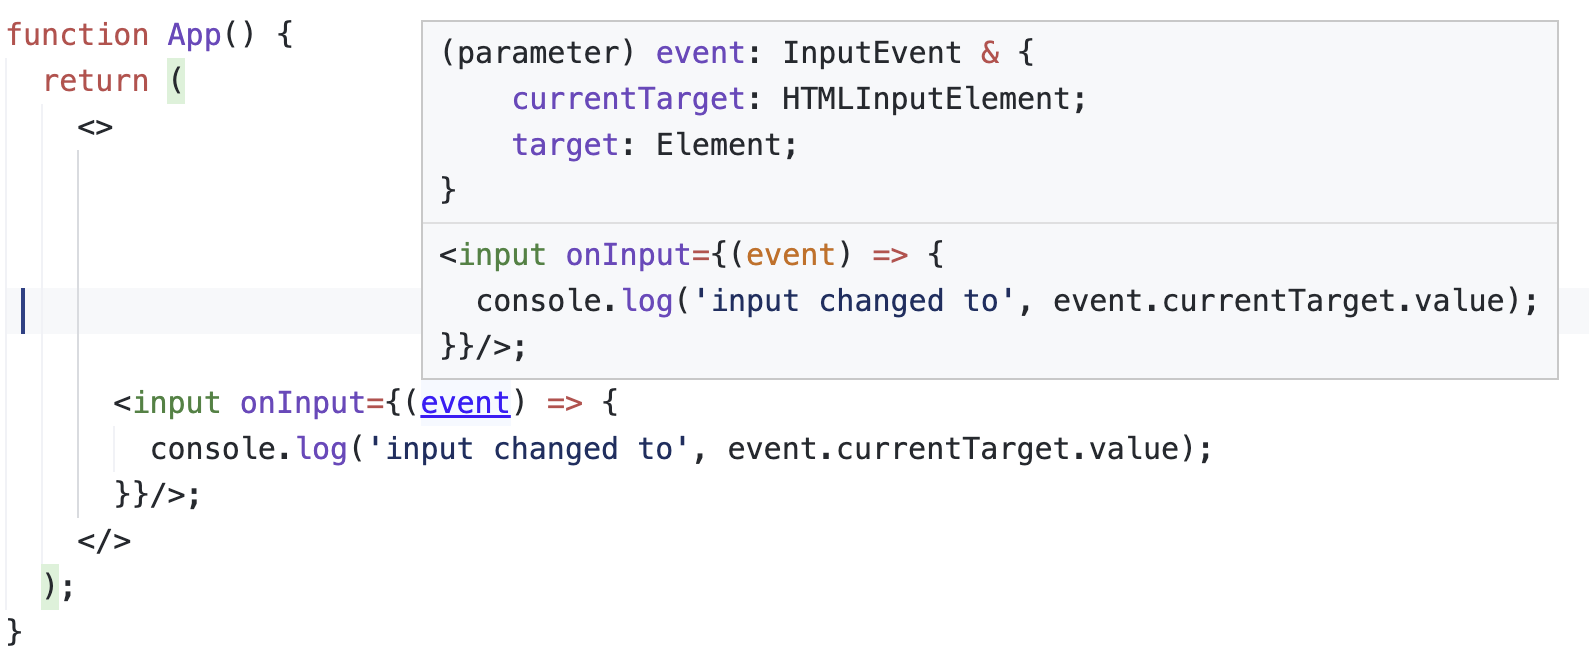 function App() {
  return (
    <>
(parameter) event: InputEvent & {
    currentTarget: HTMLInputElement;
    target: Element;
}
<input onInput={(event) => {
  console.log('input changed to', event.currentTarget.value);
}}/>;
      <input onInput={(event) => {
        console.log('input changed to', event.currentTarget.value);
      }}/>;
    </>
  );
}